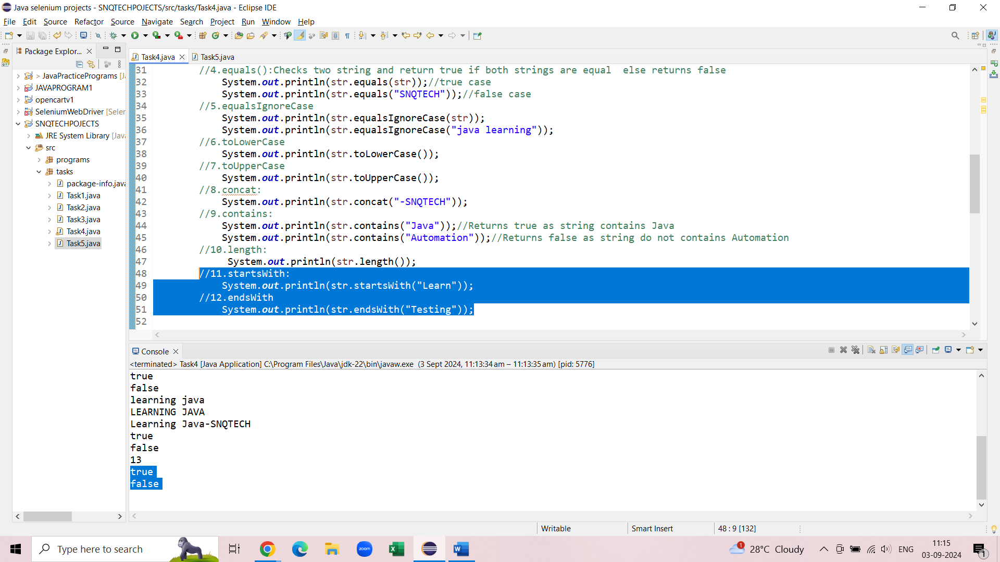 Java selenium projects - SNQTECHPOJECTS/src/tasks/Task4.java - Eclipse IDE
File Edit Source Refactor Source Navigate Search Project Run Window Help
Package Explor...
Task4.java
Task5.java
> JavaPracticePrograms [Ja
JAVAPROGRAM1
opencartv1
SeleniumWebDriver [Seler
SNQTECHPOJECTS
JRE System Library [Java
src
programs
tasks
package-info.java
Task1.java
Task2.java
Task3.java
Task4.java
Task5.java
31 //4.equals():Checks two string and return true if both strings are equal  else returns false
32 System.out.println(str.equals(str));//true case
33 System.out.println(str.equals("SNQTECH"));//false case
34 //5.equalsIgnoreCase
35 System.out.println(str.equalsIgnoreCase(str));
36 System.out.println(str.equalsIgnoreCase("java learning"));
37 //6.toLowerCase
38 System.out.println(str.toLowerCase());
39 //7.toUpperCase
40 System.out.println(str.toUpperCase());
41 //8.concat:
42 System.out.println(str.concat("-SNQTECH"));
43 //9.contains:
44 System.out.println(str.contains("Java"));//Returns true as string contains Java
45 System.out.println(str.contains("Automation"));//Returns false as string do not contains Automation
46 //10.length:
47 System.out.println(str.length());
48 //11.startsWith:
49 System.out.println(str.startsWith("Learn"));
50 //12.endsWith
51 System.out.println(str.endsWith("Testing"));
52
Console
<terminated> Task4 [Java Application] C:\Program Files\Java\jdk-22\bin\javaw.exe (3 Sept 2024, 11:13:34 am – 11:13:35 am) [pid: 5776]
true
false
learning java
LEARNING JAVA
Learning Java-SNQTECH
true
false
13
true
false
Writable
Smart Insert
48 : 9 [132]
Type here to search
zoom
1
28°C Cloudy
ENG
11:15
03-09-2024
1